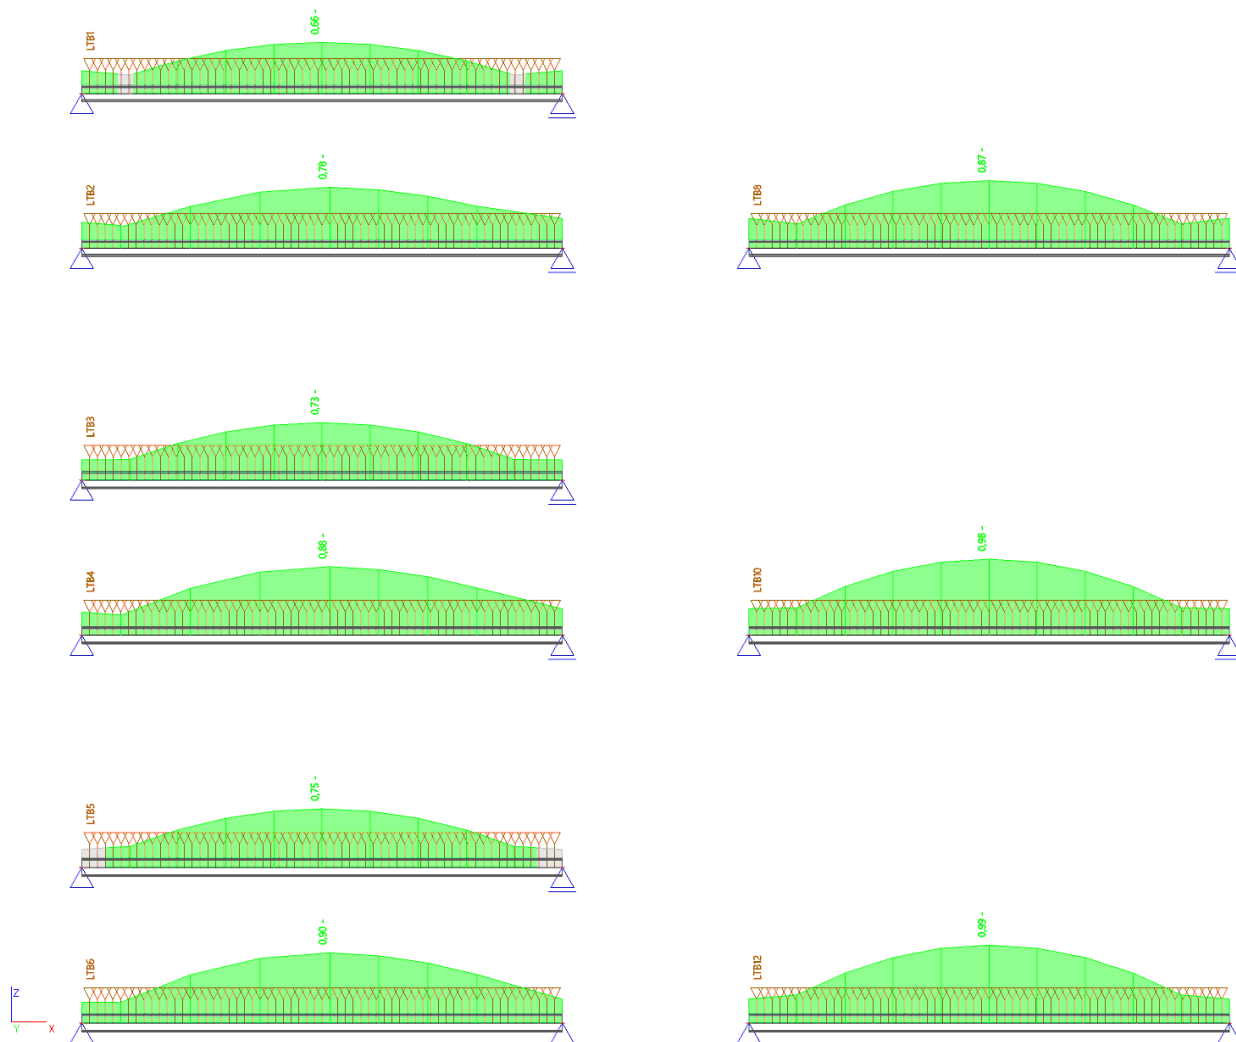 0,66 -
LTB1
0,78 -
LTB2
0,87 -
LTB8
0,73 -
LTB3
0,88 -
LTB4
0,98 -
LTB10
0,75 -
LTB5
0,90 -
LTB6
0,99 -
LTB12
Z
Y
X